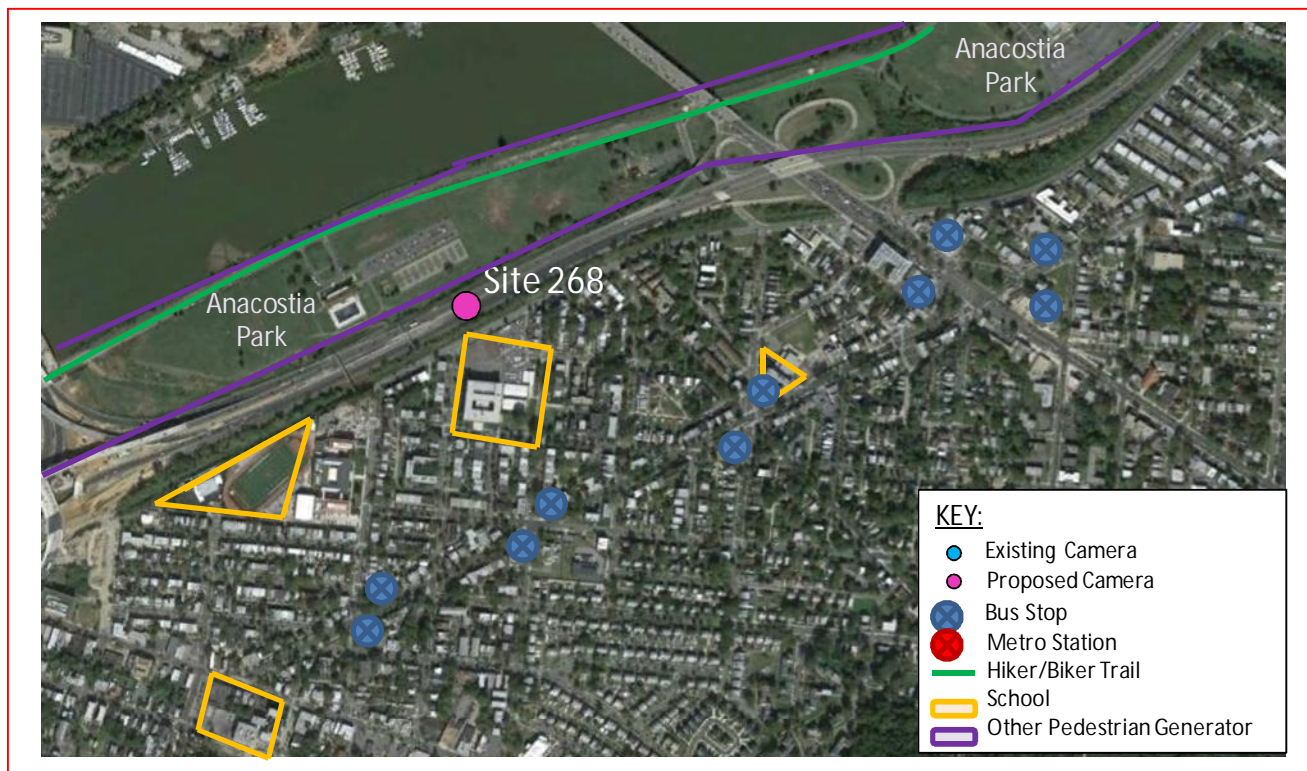 Anacostia
Park
Site 268
Anacostia
Park
KEY:
Existing Camera
Proposed Camera
Bus Stop
Metro Station
Hiker/Biker Trail
School
Other Pedestrian Generator